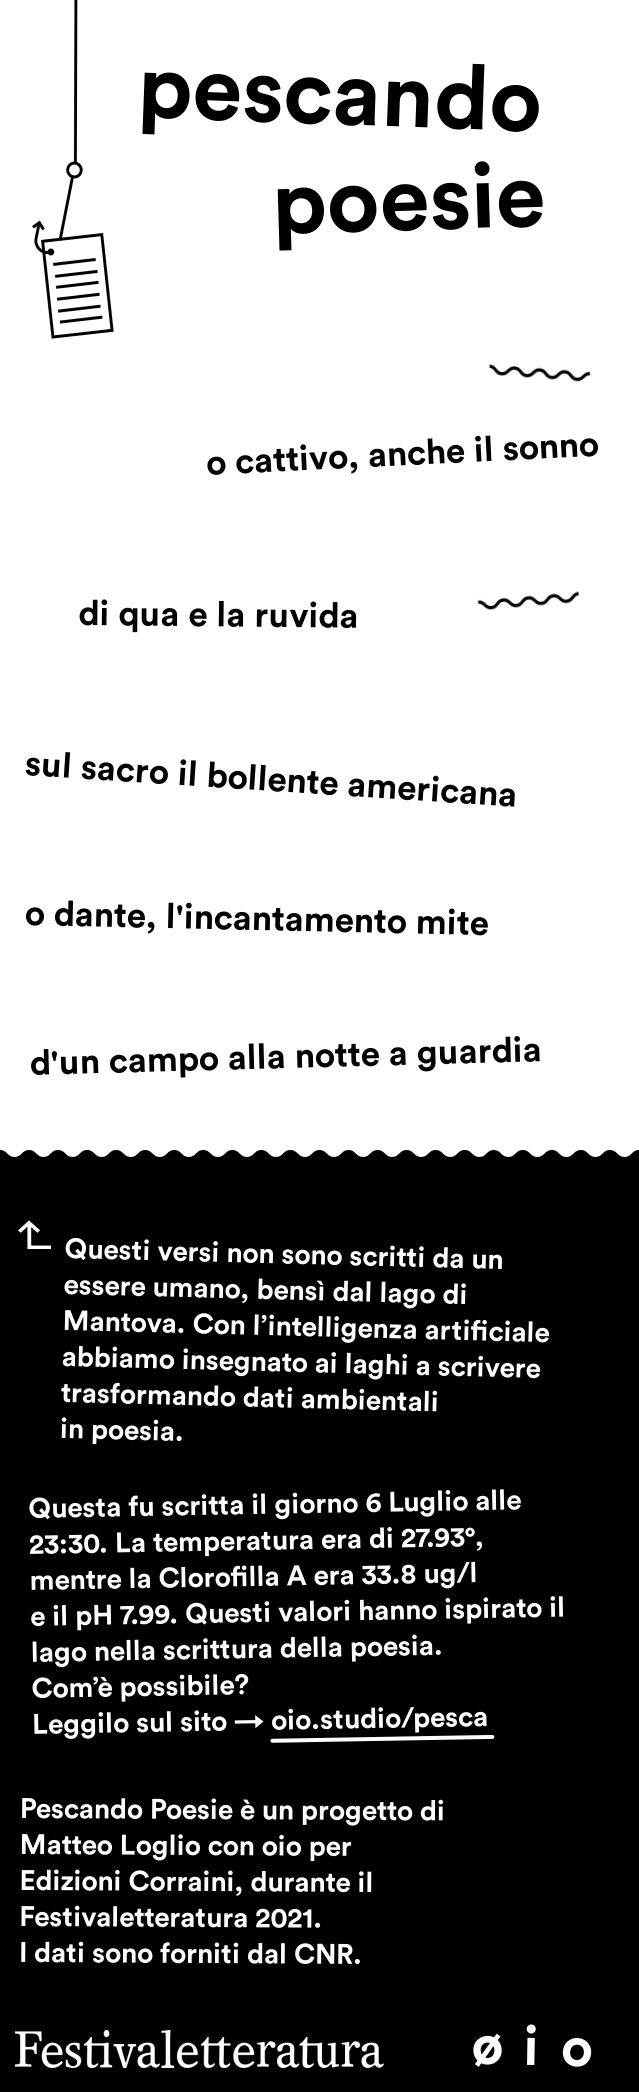 pescando
poesie
o cattivo, anche il sonno
di qua e la ruvida
sul sacro il bollente americana
o dante, l'incantamento mite
d'un campo alla notte a guardia
Questi versi non sono scritti da un
essere umano, bensì dal lago di
Mantova. Con l’intelligenza artificiale
abbiamo insegnato ai laghi a scrivere
trasformando dati ambientali
in poesia.
Questa fu scritta il giorno 6 Luglio alle
23:30. La temperatura era di 27.93°,
mentre la Clorofilla A era 33.8 ug/l
e il pH 7.99. Questi valori hanno ispirato il
lago nella scrittura della poesia.
Com’è possibile?
Leggilo sul sito → oio.studio/pesca
Pescando Poesie è un progetto di
Matteo Loglio con oio per
Edizioni Corraini, durante il
Festivaletteratura 2021.
I dati sono forniti dal CNR.
Festivaletteratura ø i o